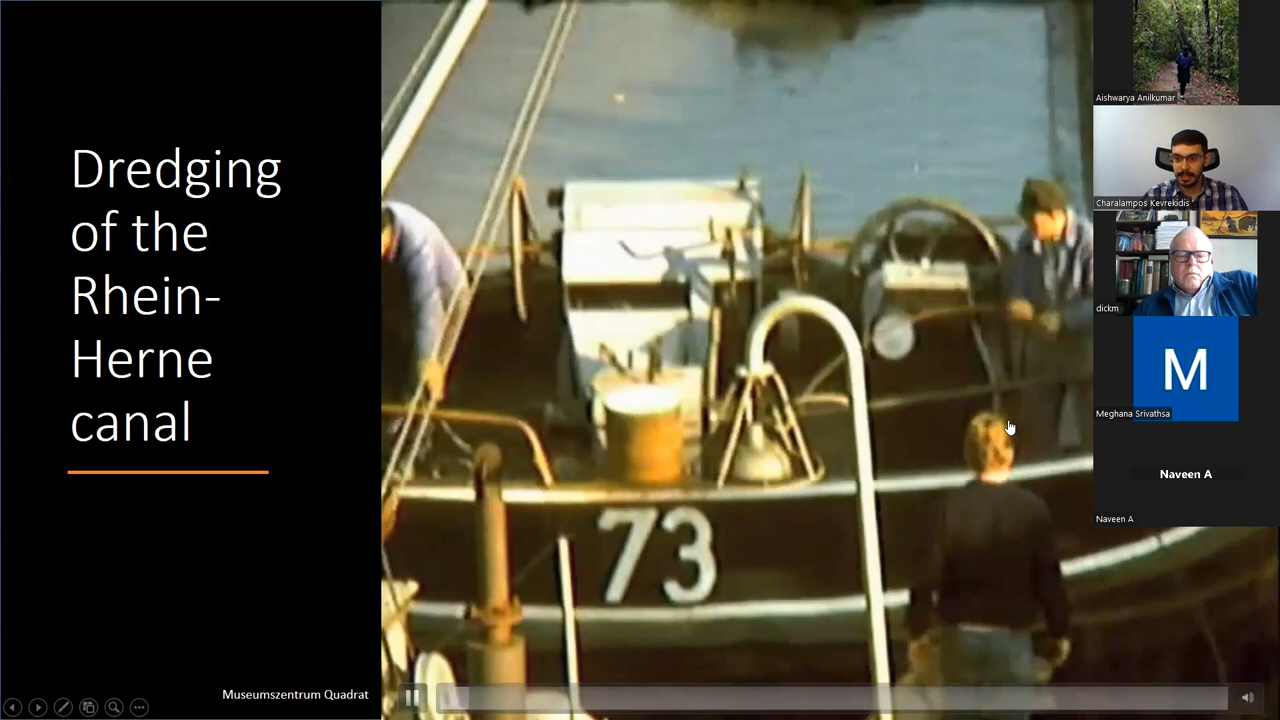 Dredging
of the
Rhein-
Herne
canal
Museumszentrum Quadrat
73
Aishwarya Anilkumar
Charalampos Kevrekidis
dickm
M
Meghana Srivathsa
Naveen A
Naveen A